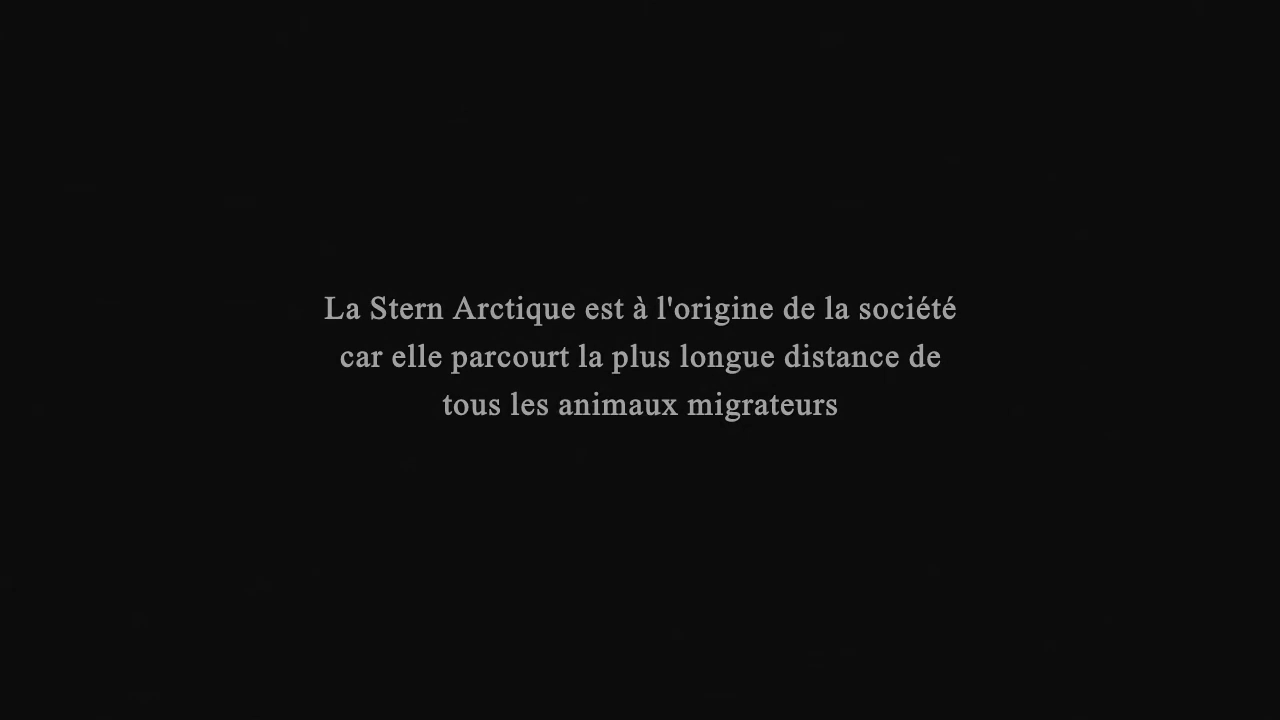 La Stern Arctique est à l'origine de la société
car elle parcourt la plus longue distance de
tous les animaux migrateurs